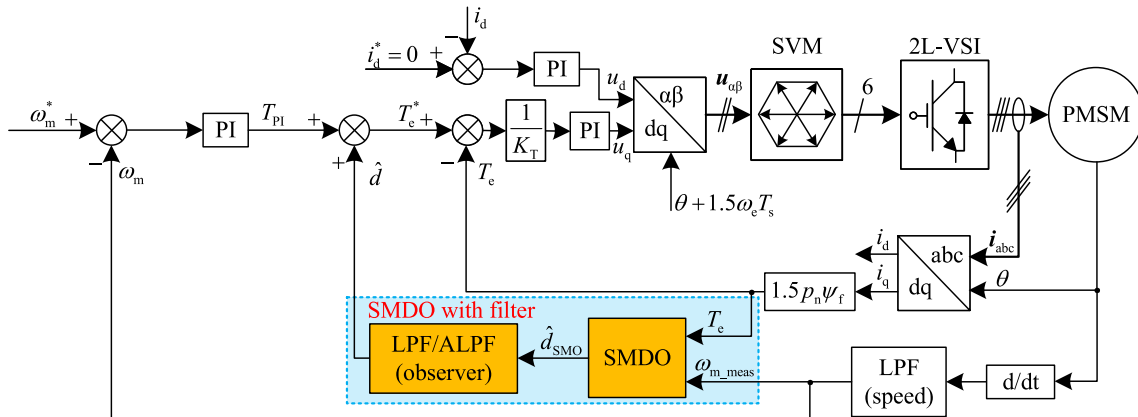 i_d
SVM
2L-VSI
i_d^* = 0
+
−
PI
u_d
αβ
dq
u_αβ
6
PMSM
ω_m^*
+
−
ω_m
PI
T_PI
+
+
d̂
T_e^*
+
−
T_e
1/K_T
PI
u_q
θ + 1.5ω_eT_s
i_d
i_q
abc
dq
i_abc
θ
1.5p_nψ_f
SMDO with filter
T_e
LPF/ALPF
(observer)
d̂_SMO
SMDO
ω_m_meas
LPF
(speed)
d/dt